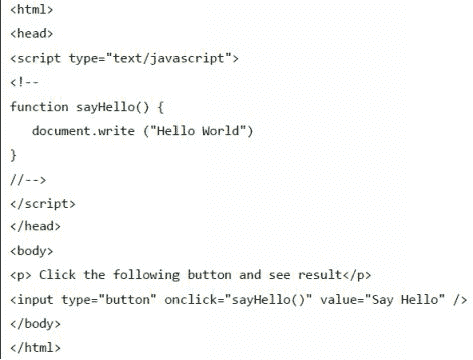 <html>
<head>
<script type="text/javascript">
<!--
function sayHello() {
   document.write ("Hello World")
}
//-->
</script>
</head>
<body>
<p> Click the following button and see result</p>
<input type="button" onclick="sayHello()" value="Say Hello" />
</body>
</html>